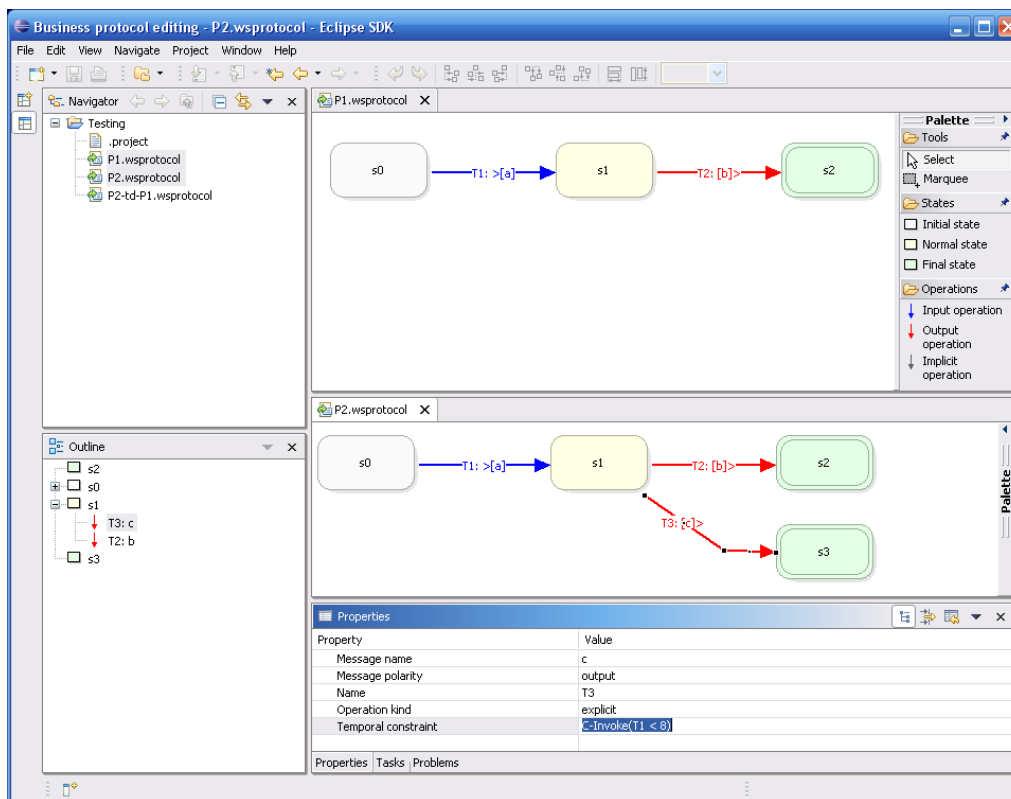 Business protocol editing - P2.wsprotocol - Eclipse SDK
File Edit View Navigate Project Window Help
Navigator
Testing
.project
P1.wsprotocol
P2.wsprotocol
P2-td-P1.wsprotocol
P1.wsprotocol
s0
T1: >[a]
s1
T2: [b]>
s2
Palette
Tools
Select
Marquee
States
Initial state
Normal state
Final state
Operations
Input operation
Output
operation
Implicit
operation
Outline
s2
s0
s1
T3: c
T2: b
s3
P2.wsprotocol
s0
T1: >[a]
s1
T2: [b]>
s2
T3: [c]>
s3
Palette
Properties
Property Value
Message name c
Message polarity output
Name T3
Operation kind explicit
Temporal constraint C-Invoke(T1 < 8)
Properties Tasks Problems